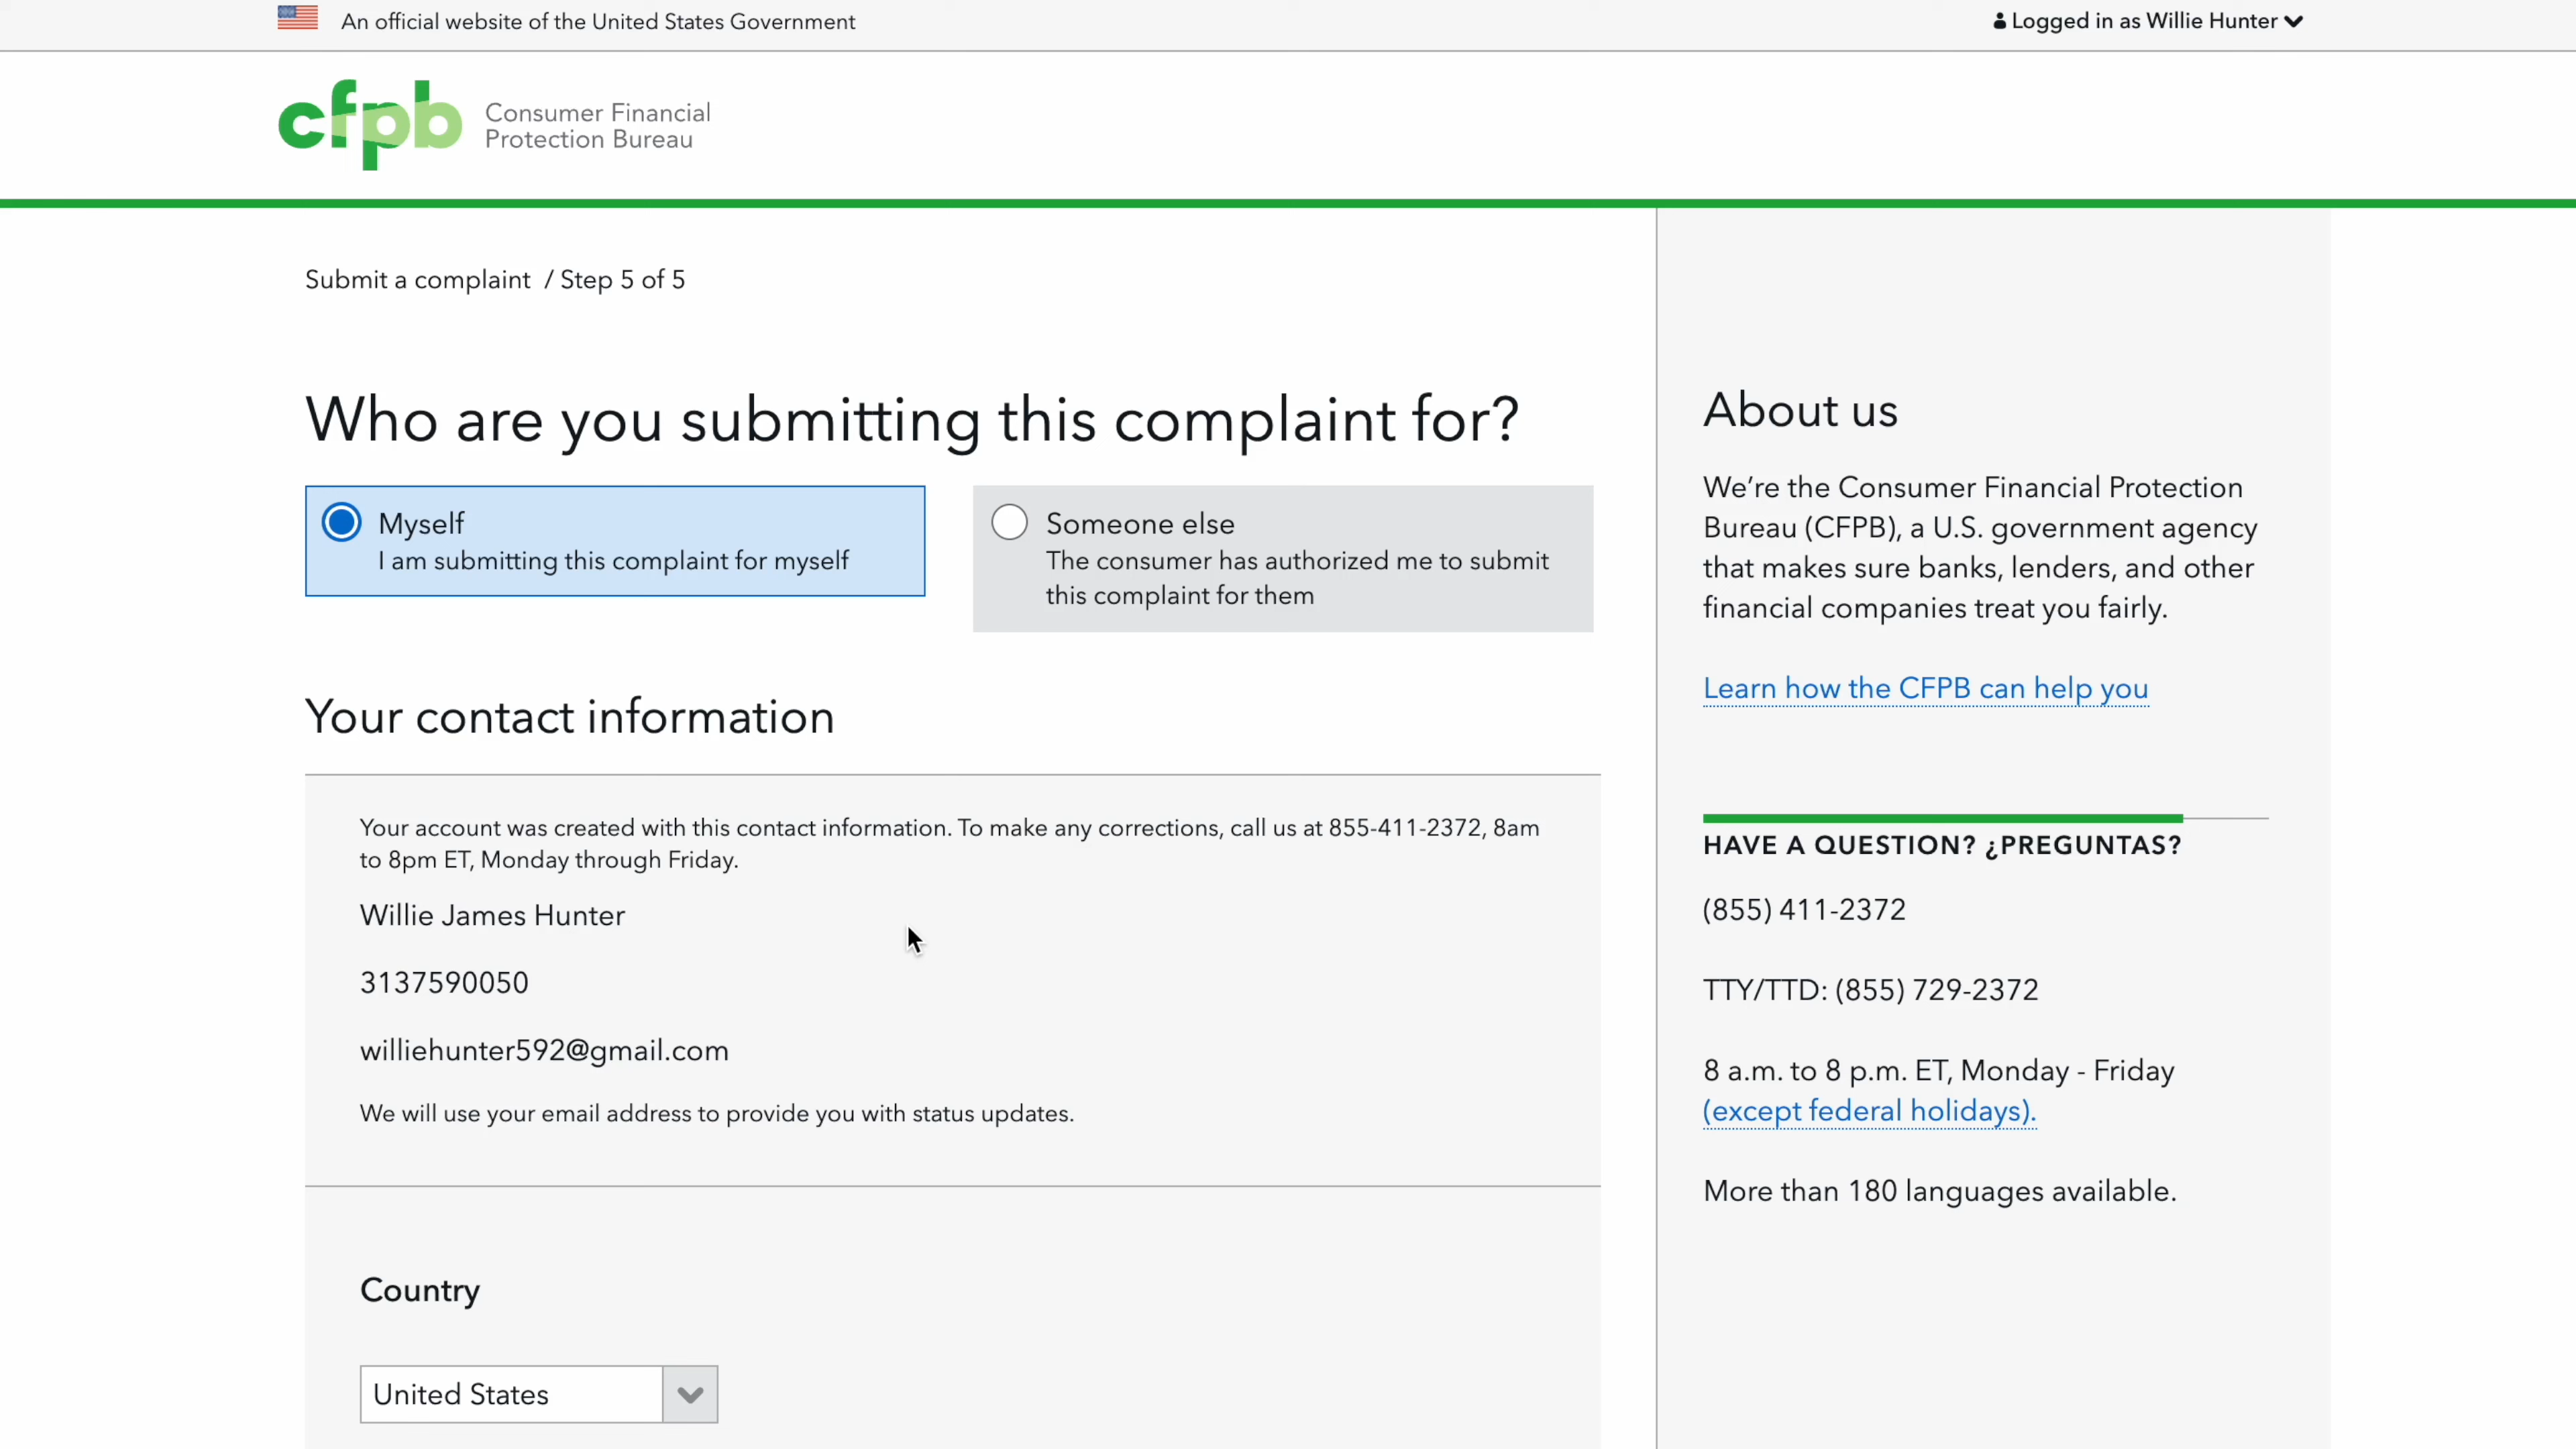 An official website of the United States Government
Logged in as Willie Hunter
cfpb
Consumer Financial
Protection Bureau
Submit a complaint / Step 5 of 5
Who are you submitting this complaint for?
Myself
I am submitting this complaint for myself
Someone else
The consumer has authorized me to submit
this complaint for them
Your contact information
Your account was created with this contact information. To make any corrections, call us at 855-411-2372, 8am
to 8pm ET, Monday through Friday.
Willie James Hunter
3137590050
williehunter592@gmail.com
We will use your email address to provide you with status updates.
Country
United States
About us
We’re the Consumer Financial Protection
Bureau (CFPB), a U.S. government agency
that makes sure banks, lenders, and other
financial companies treat you fairly.
Learn how the CFPB can help you
HAVE A QUESTION? ¿PREGUNTAS?
(855) 411-2372
TTY/TTD: (855) 729-2372
8 a.m. to 8 p.m. ET, Monday - Friday
(except federal holidays).
More than 180 languages available.